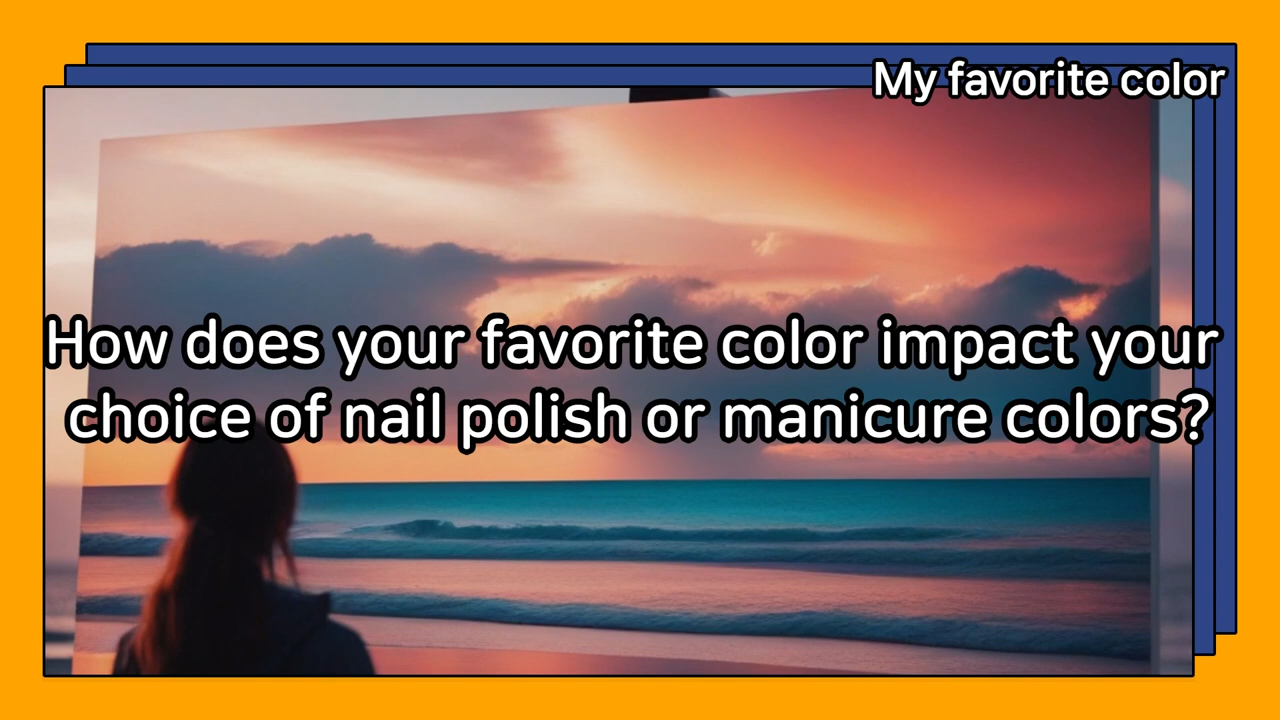 My favorite color
How does your favorite color impact your
choice of nail polish or manicure colors?